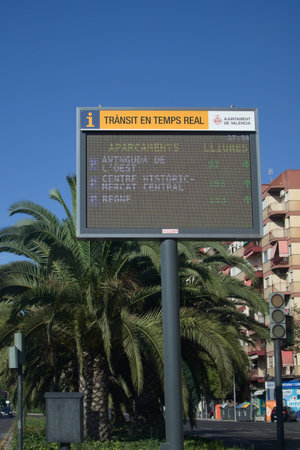 i TRÀNSIT EN TEMPS REAL AJUNTAMENT
DE VALÈNCIA
APARCAMENTS LLIURES
P AVINGUDA DE
L'OEST
P CENTRE HISTÒRIC-
MERCAT CENTRAL
P REGNE